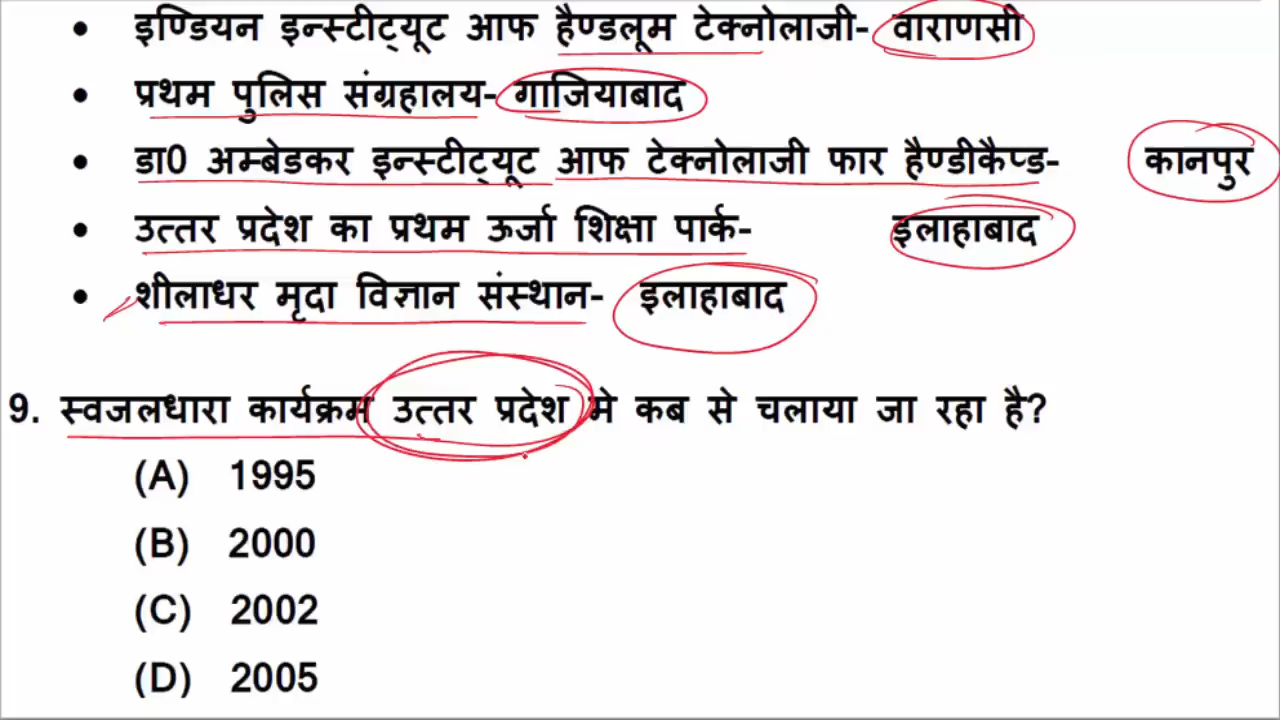 • इण्डियन इन्स्टीट्यूट आफ हैण्डलूम टेक्नोलाजी- वाराणसी
• प्रथम पुलिस संग्रहालय- गाजियाबाद
• डा0 अम्बेडकर इन्स्टीट्यूट आफ टेक्नोलाजी फार हैण्डीकैप्ड- कानपुर
• उत्तर प्रदेश का प्रथम ऊर्जा शिक्षा पार्क- इलाहाबाद
• शीलाधर मृदा विज्ञान संस्थान- इलाहाबाद
9. स्वजलधारा कार्यक्रम उत्तर प्रदेश मे कब से चलाया जा रहा है?
(A) 1995
(B) 2000
(C) 2002
(D) 2005